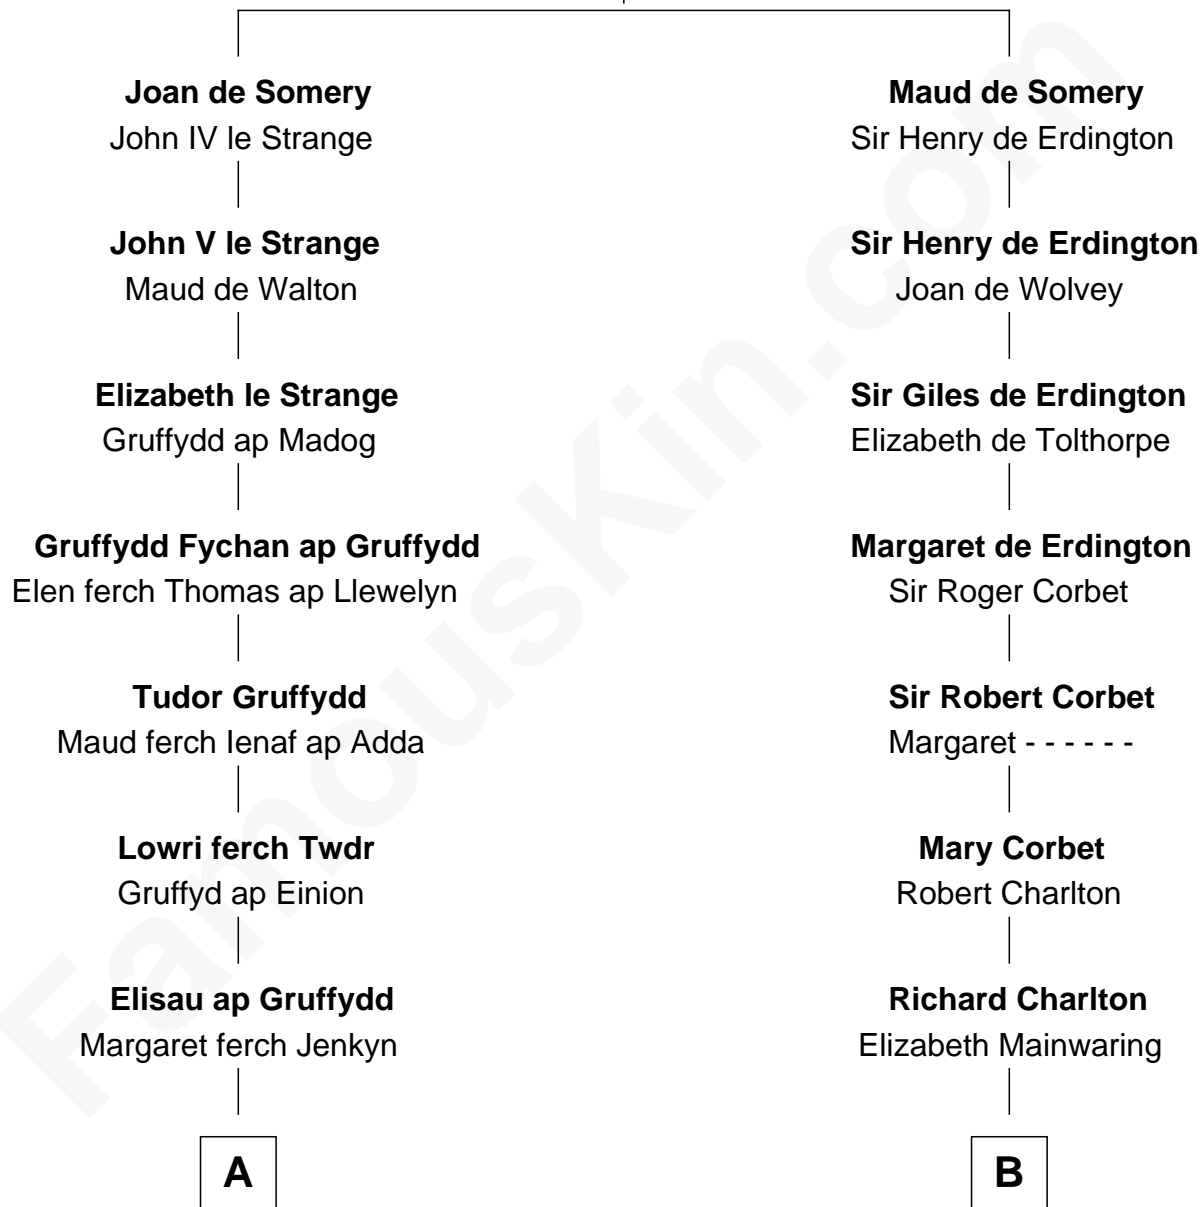 Joan de Somery
John IV le Strange
John V le Strange
Maud de Walton
Elizabeth le Strange
Gruffydd ap Madog
Gruffydd Fychan ap Gruffydd
Elen ferch Thomas ap Llewelyn
Tudor Gruffydd
Maud ferch Ienaf ap Adda
Lowri ferch Twdr
Gruffyd ap Einion
Elisau ap Gruffydd
Margaret ferch Jenkyn
A
Maud de Somery
Sir Henry de Erdington
Sir Henry de Erdington
Joan de Wolvey
Sir Giles de Erdington
Elizabeth de Tolthorpe
Margaret de Erdington
Sir Roger Corbet
Sir Robert Corbet
Margaret - - - - - -
Mary Corbet
Robert Charlton
Richard Charlton
Elizabeth Mainwaring
B
FamousKin.com